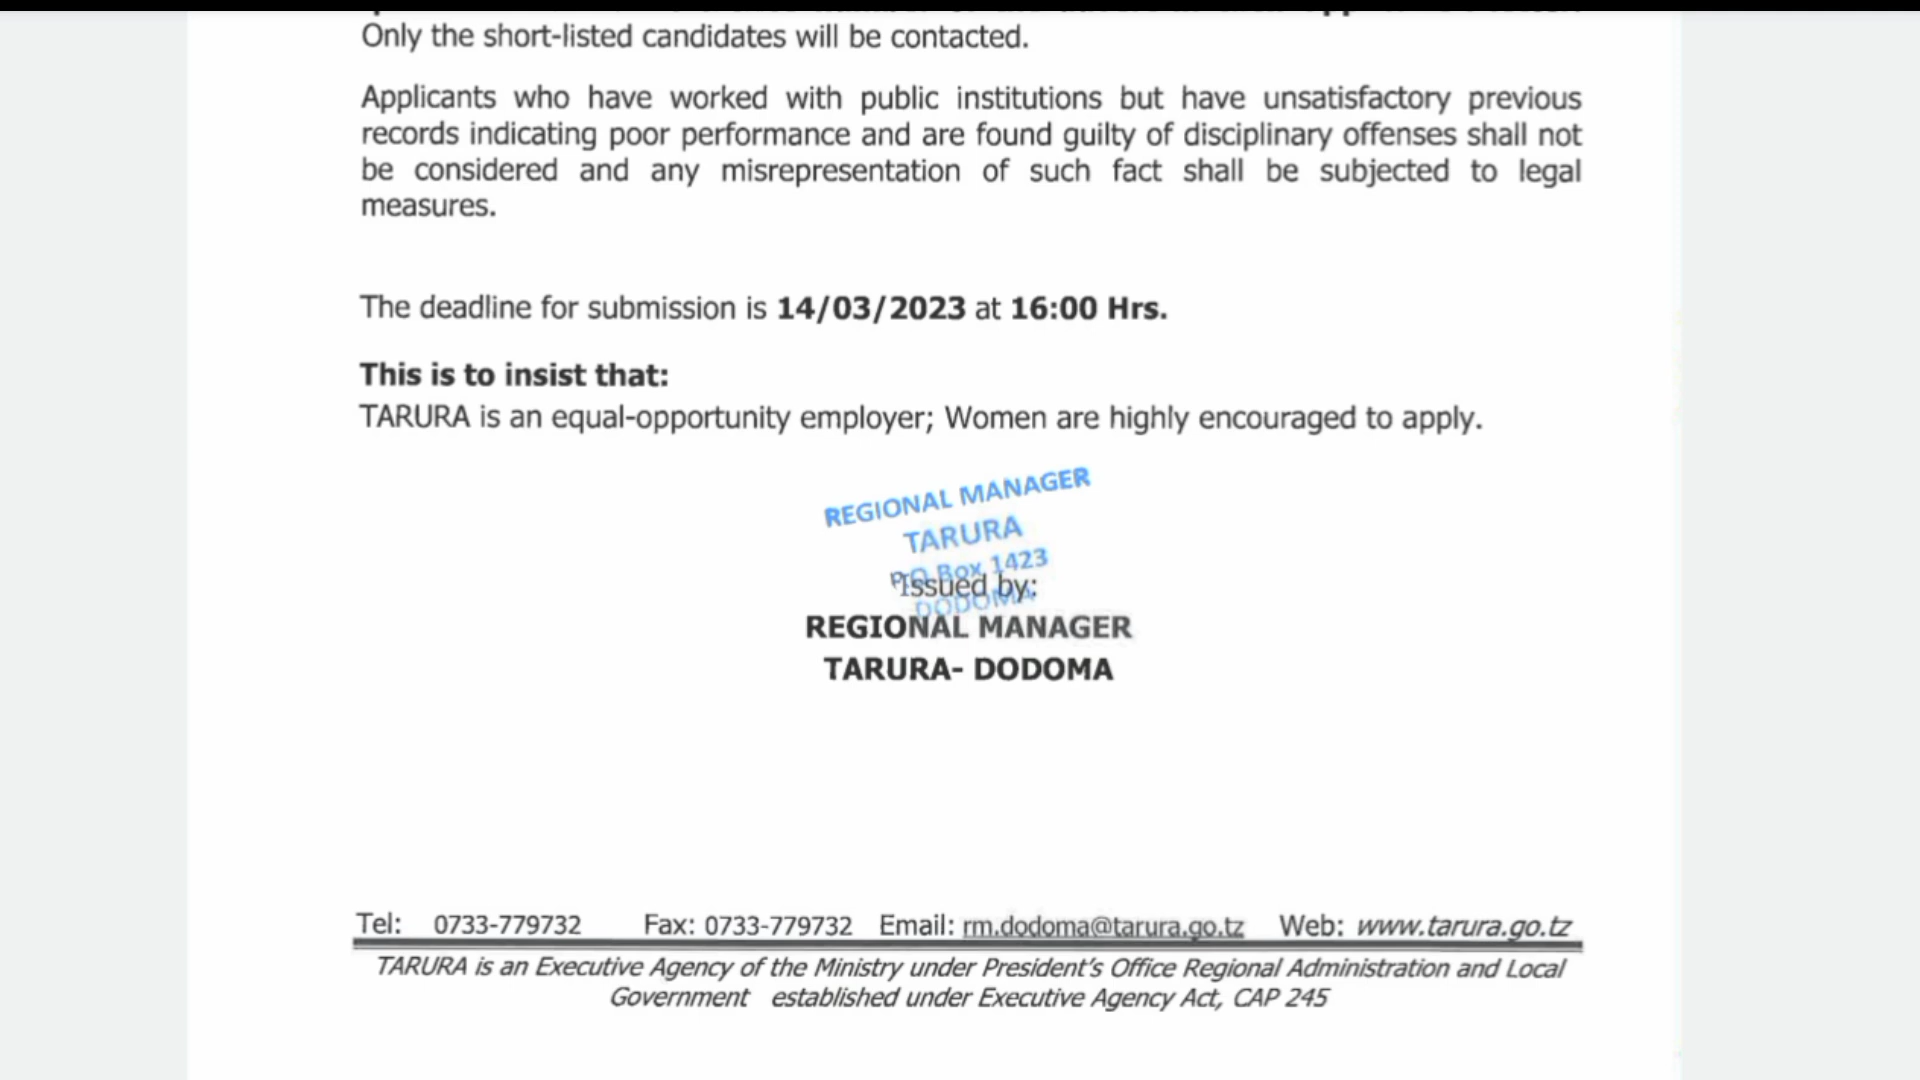 Only the short-listed candidates will be contacted.
Applicants who have worked with public institutions but have unsatisfactory previous
records indicating poor performance and are found guilty of disciplinary offenses shall not
be considered and any misrepresentation of such fact shall be subjected to legal
measures.
The deadline for submission is 14/03/2023 at 16:00 Hrs.
This is to insist that:
TARURA is an equal-opportunity employer; Women are highly encouraged to apply.
REGIONAL MANAGER
TARURA
P.O Box 1423
DODOMA
Issued by:
REGIONAL MANAGER
TARURA- DODOMA
Tel: 0733-779732 Fax: 0733-779732 Email: rm.dodoma@tarura.go.tz Web: www.tarura.go.tz
TARURA is an Executive Agency of the Ministry under President's Office Regional Administration and Local
Government established under Executive Agency Act, CAP 245